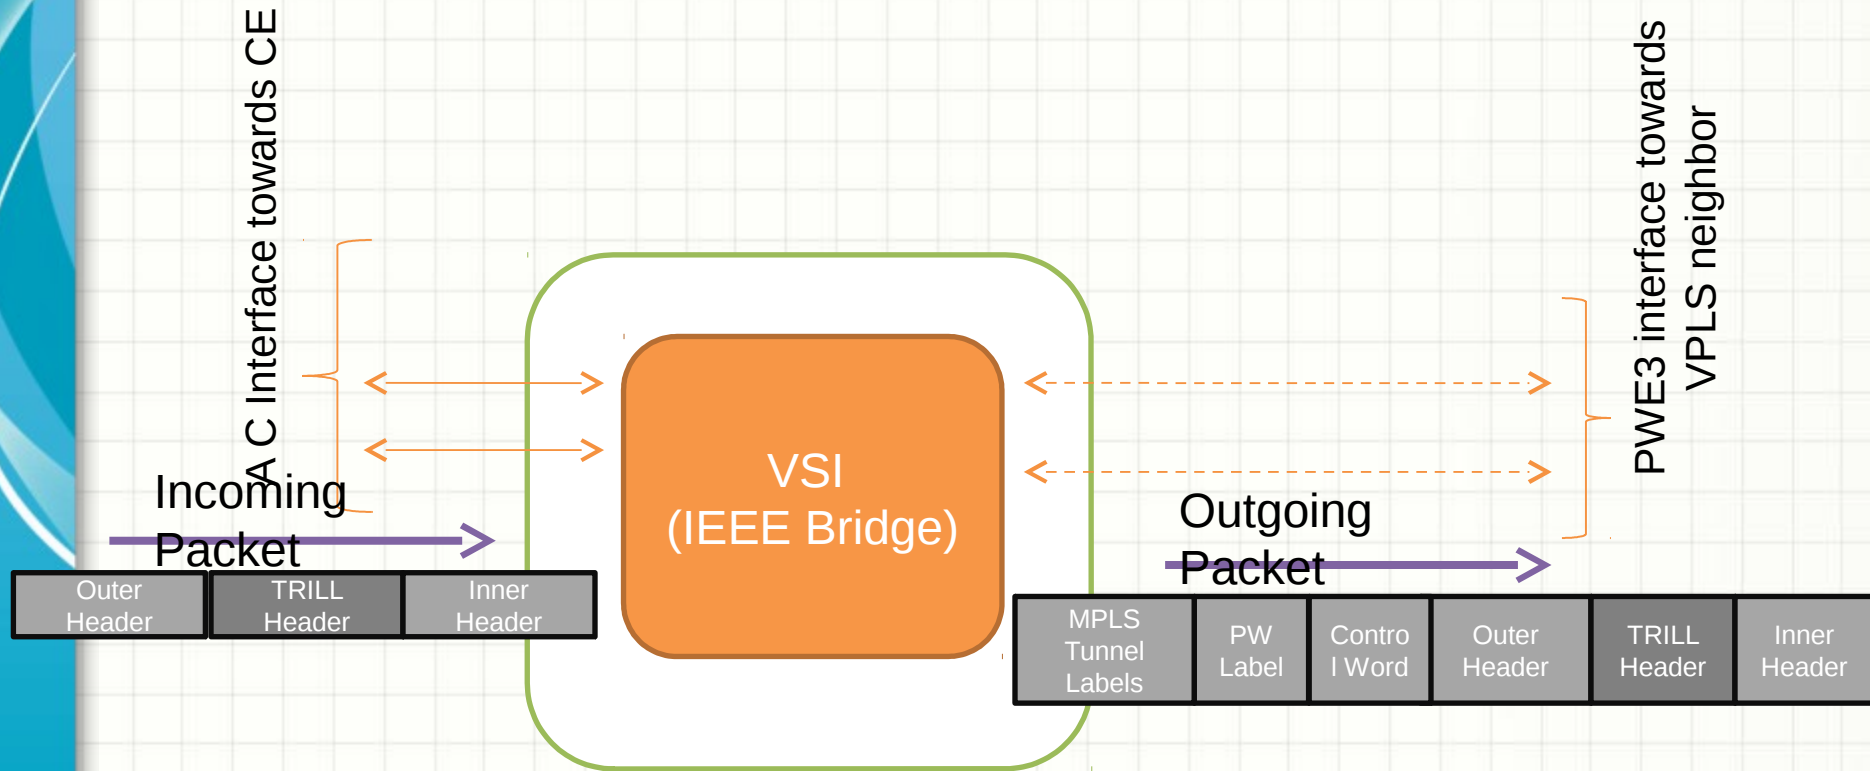 A C Interface towards CE
PWE3 interface towards
VPLS neighbor
VSI
(IEEE Bridge)
Incoming
Packet
Outgoing
Packet
Outer
Header
TRILL
Header
Inner
Header
MPLS
Tunnel
Labels
PW
Label
Contro
l Word
Outer
Header
TRILL
Header
Inner
Header